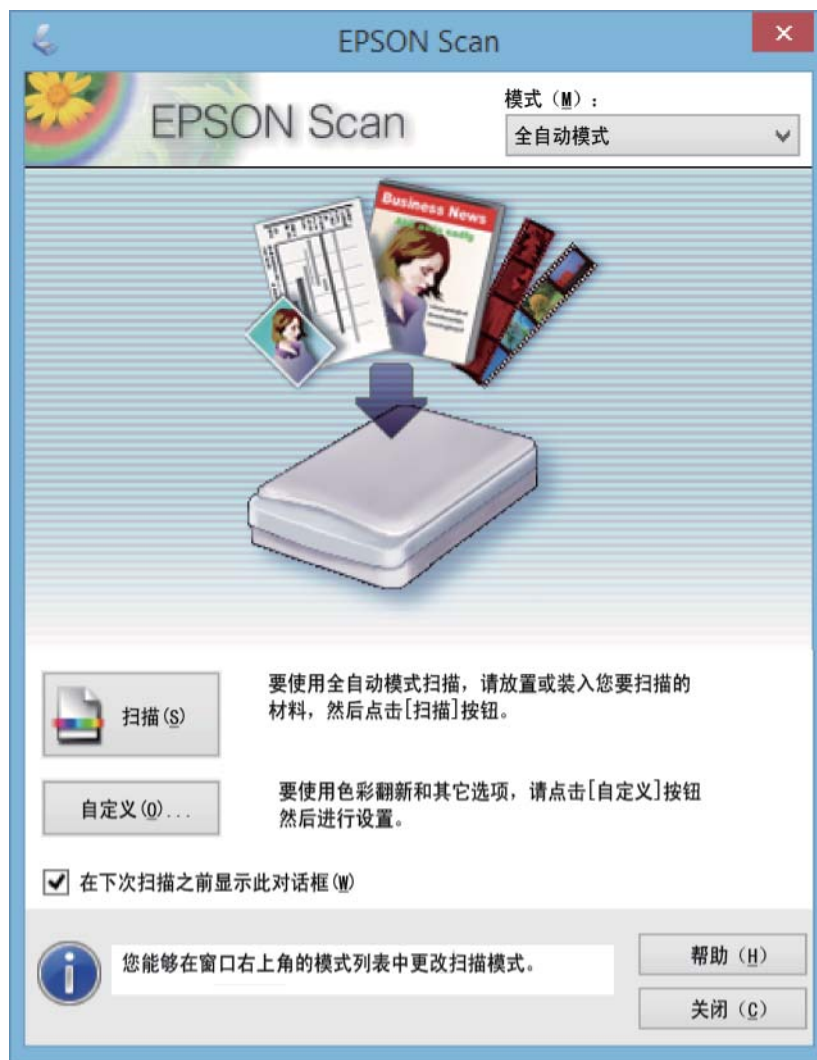 EPSON Scan
EPSON Scan
模式（M）：
全自动模式
Business News
扫描(S)
要使用全自动模式扫描，请放置或装入您要扫描的
材料，然后点击[扫描]按钮。
自定义(O)...
要使用色彩翻新和其它选项，请点击[自定义]按钮
然后进行设置。
在下次扫描之前显示此对话框(W)
您能够在窗口右上角的模式列表中更改扫描模式。
帮助（H）
关闭（C）